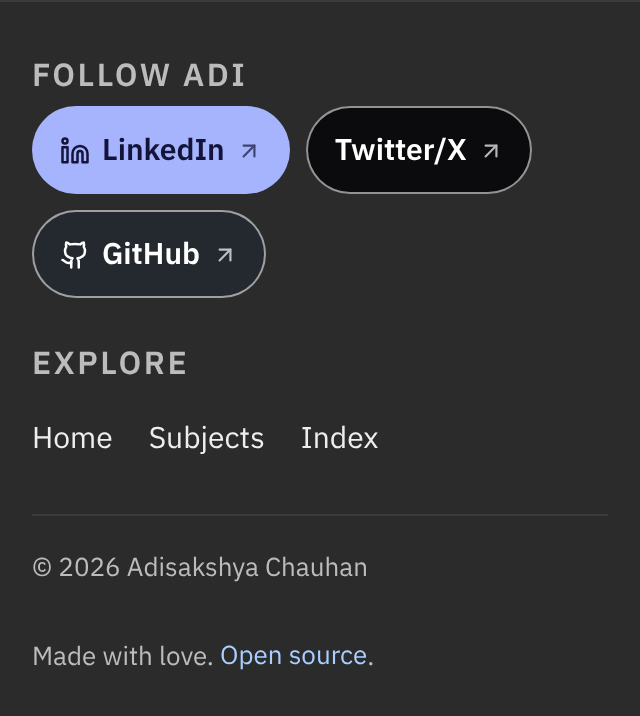 FOLLOW ADI
LinkedIn ↗ Twitter/X ↗
GitHub ↗
EXPLORE
Home Subjects Index
© 2026 Adisakshya Chauhan
Made with love. Open source.